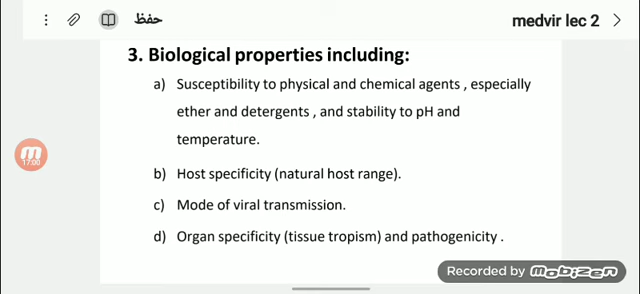 حفظ
medvir lec 2
3. Biological properties including:
a) Susceptibility to physical and chemical agents , especially
ether and detergents , and stability to pH and
temperature.
17:00
b) Host specificity (natural host range).
c) Mode of viral transmission.
d) Organ specificity (tissue tropism) and pathogenicity .
Recorded by mobizen